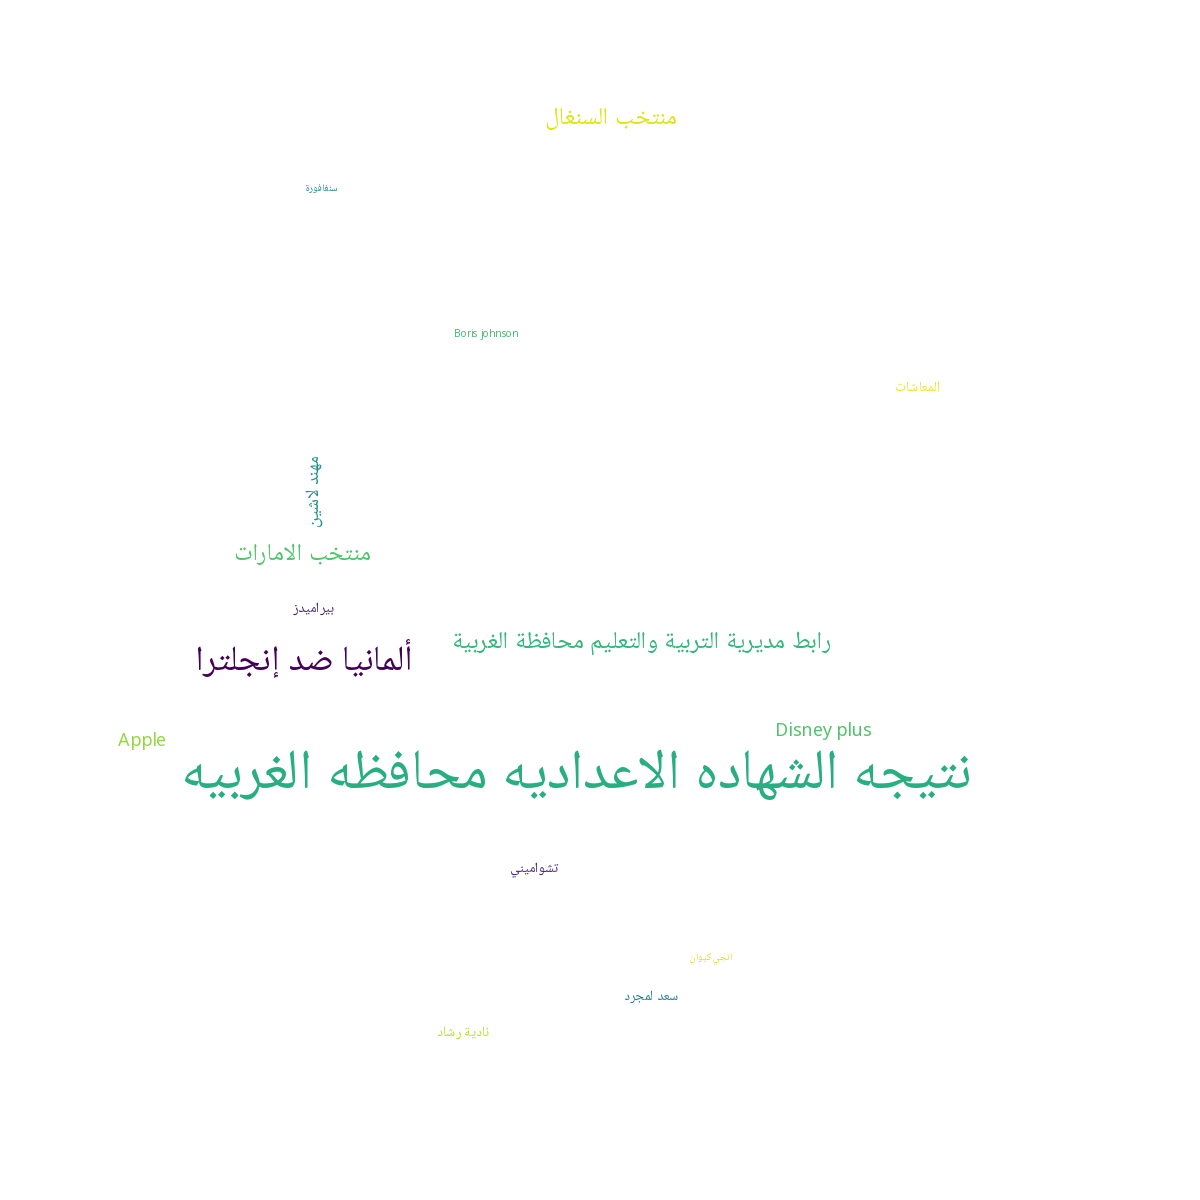 منتخب السنغال
سنغافورة
Boris johnson
المعاشات
مهند لاشين
منتخب الامارات
بيراميدز
رابط مديرية التربية والتعليم محافظة الغربية
ألمانيا ضد إنجلترا
Disney plus
Apple
نتيجه الشهاده الاعداديه محافظه الغربيه
تشواميني
انجي كيوان
سعد لمجرد
نادية رشاد